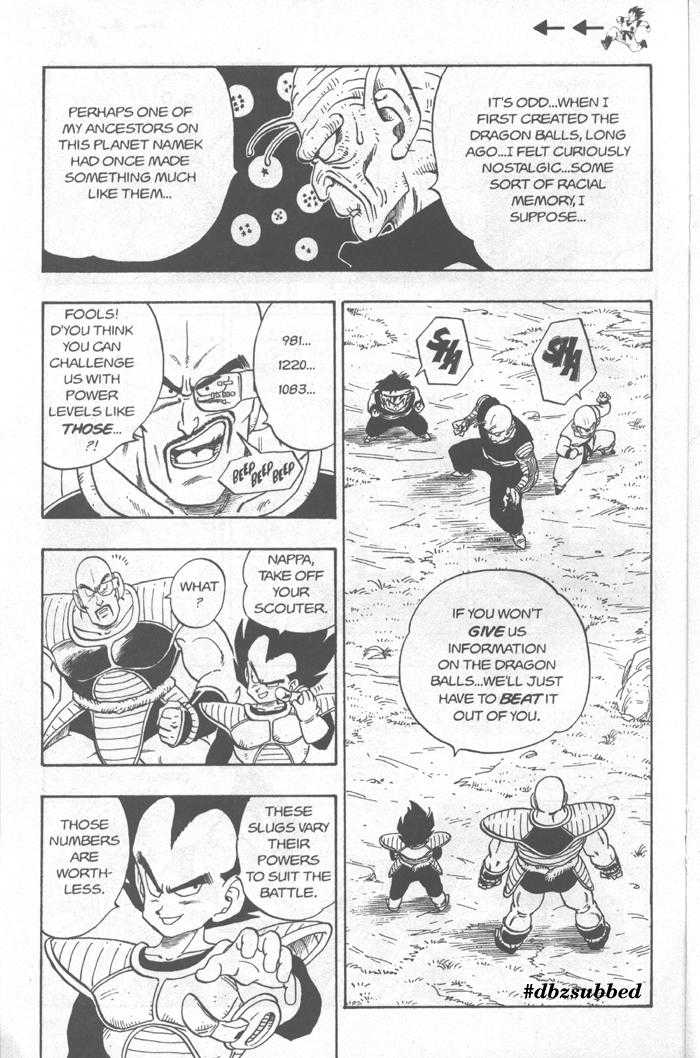 IT'S ODD...WHEN I
FIRST CREATED THE
DRAGON BALLS, LONG
AGO...I FELT CURIOUSLY
NOSTALGIC...SOME
SORT OF RACIAL
MEMORY, I
SUPPOSE...
PERHAPS ONE OF
MY ANCESTORS ON
THIS PLANET NAMEK
HAD ONCE MADE
SOMETHING MUCH
LIKE THEM...
SHH
SHH
IF YOU WON'T
GIVE US
INFORMATION
ON THE DRAGON
BALLS...WE'LL JUST
HAVE TO BEAT IT
OUT OF YOU.
981...
1220...
1083...
BEEP BEEP BEEP
FOOLS!
D'YOU THINK
YOU CAN
CHALLENGE
US WITH
POWER
LEVELS LIKE
THOSE...
?!
NAPPA,
TAKE OFF
YOUR
SCOUTER.
WHAT
?
THESE
SLUGS VARY
THEIR
POWERS
TO SUIT THE
BATTLE.
THOSE
NUMBERS
ARE
WORTH-
LESS.
#dbzsubbed